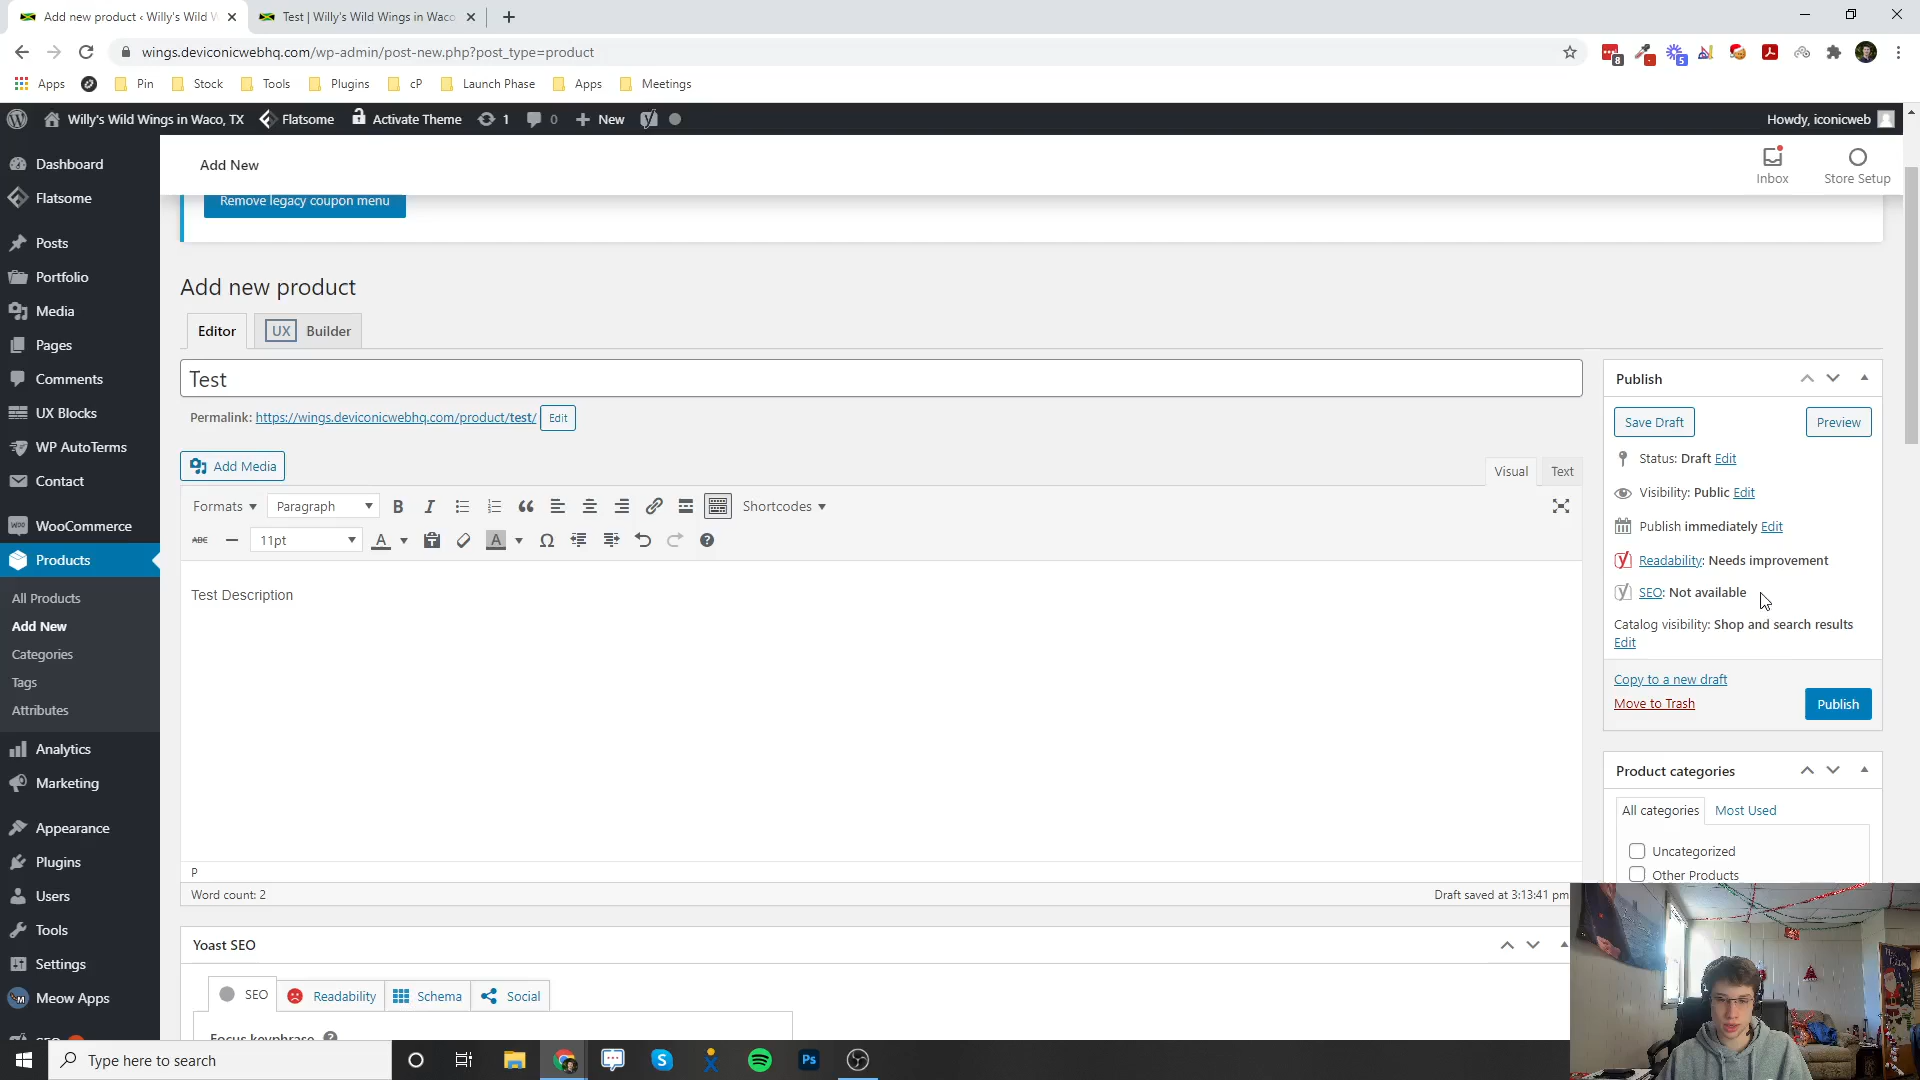 Add new product ‹ Willy's Wild W
Test | Willy's Wild Wings in Waco
wings.deviconicwebhq.com/wp-admin/post-new.php?post_type=product
8
5
Apps
Pin
Stock
Tools
Plugins
cP
Launch Phase
Apps
Meetings
Willy's Wild Wings in Waco, TX
Flatsome
Activate Theme
1
0
New
Howdy, iconicweb
Dashboard
Flatsome
Posts
Portfolio
Media
Pages
Comments
UX Blocks
WP AutoTerms
Contact
WooCommerce
Products
All Products
Add New
Categories
Tags
Attributes
Analytics
Marketing
Appearance
Plugins
Users
Tools
Settings
Meow Apps
SEO
Add New
Inbox
Store Setup
Remove legacy coupon menu
Add new product
Editor
UX Builder
Test
Permalink: https://wings.deviconicwebhq.com/product/test/ Edit
Add Media
Visual
Text
Formats
Paragraph
B
I
Shortcodes
ABC
11pt
A
A
Ω
Test Description
P
Word count: 2
Draft saved at 3:13:41 pm
Yoast SEO
SEO
Readability
Schema
Social
Focus keyphrase
Publish
Save Draft
Preview
Status: Draft Edit
Visibility: Public Edit
Publish immediately Edit
Readability: Needs improvement
SEO: Not available
Catalog visibility: Shop and search results
Edit
Copy to a new draft
Move to Trash
Publish
Product categories
All categories
Most Used
Uncategorized
Other Products
Type here to search
Ps